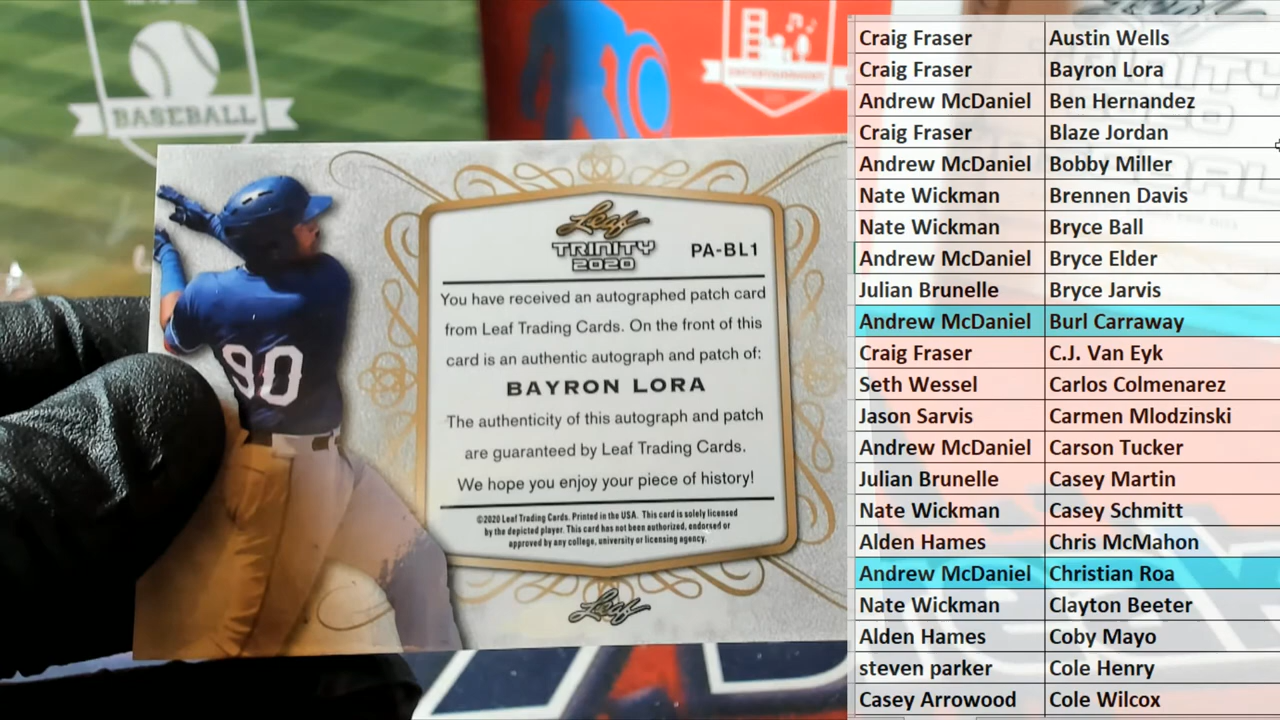 BASEBALL
ENTERTAINMENT
90
Leaf
TRINITY
2020
PA-BL1
You have received an autographed patch card
from Leaf Trading Cards. On the front of this
card is an authentic autograph and patch of:
BAYRON LORA
The authenticity of this autograph and patch
are guaranteed by Leaf Trading Cards.
We hope you enjoy your piece of history!
©2020 Leaf Trading Cards. Printed in the USA. This card is solely licensed
by the depicted player. This card has not been authorized, endorsed or
approved by any college, university or licensing agency.
Leaf
Craig Fraser Austin Wells
Craig Fraser Bayron Lora
Andrew McDaniel Ben Hernandez
Craig Fraser Blaze Jordan
Andrew McDaniel Bobby Miller
Nate Wickman Brennen Davis
Nate Wickman Bryce Ball
Andrew McDaniel Bryce Elder
Julian Brunelle Bryce Jarvis
Andrew McDaniel Burl Carraway
Craig Fraser C.J. Van Eyk
Seth Wessel Carlos Colmenarez
Jason Sarvis Carmen Mlodzinski
Andrew McDaniel Carson Tucker
Julian Brunelle Casey Martin
Nate Wickman Casey Schmitt
Alden Hames Chris McMahon
Andrew McDaniel Christian Roa
Nate Wickman Clayton Beeter
Alden Hames Coby Mayo
steven parker Cole Henry
Casey Arrowood Cole Wilcox